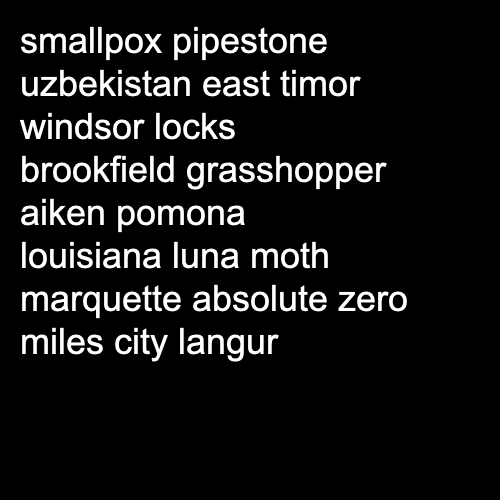 smallpox pipestone
uzbekistan east timor
windsor locks
brookfield grasshopper
aiken pomona
louisiana luna moth
marquette absolute zero
miles city langur